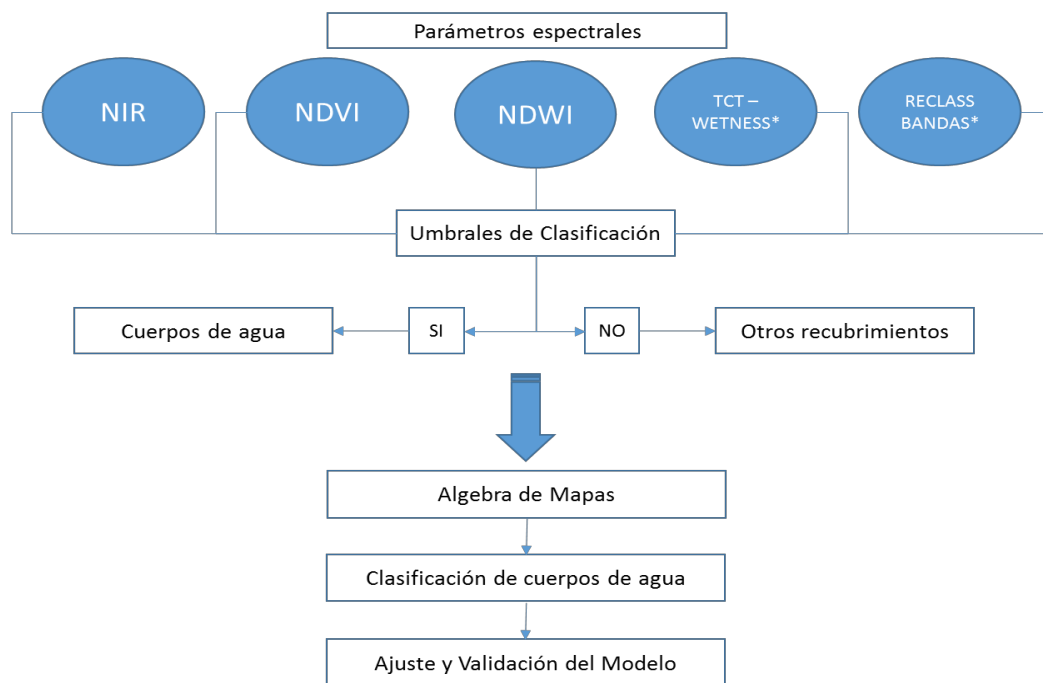 Parámetros espectrales
NIR
NDVI
NDWI
TCT –
WETNESS*
RECLASS
BANDAS*
Umbrales de Clasificación
Cuerpos de agua
SI
NO
Otros recubrimientos
Algebra de Mapas
Clasificación de cuerpos de agua
Ajuste y Validación del Modelo